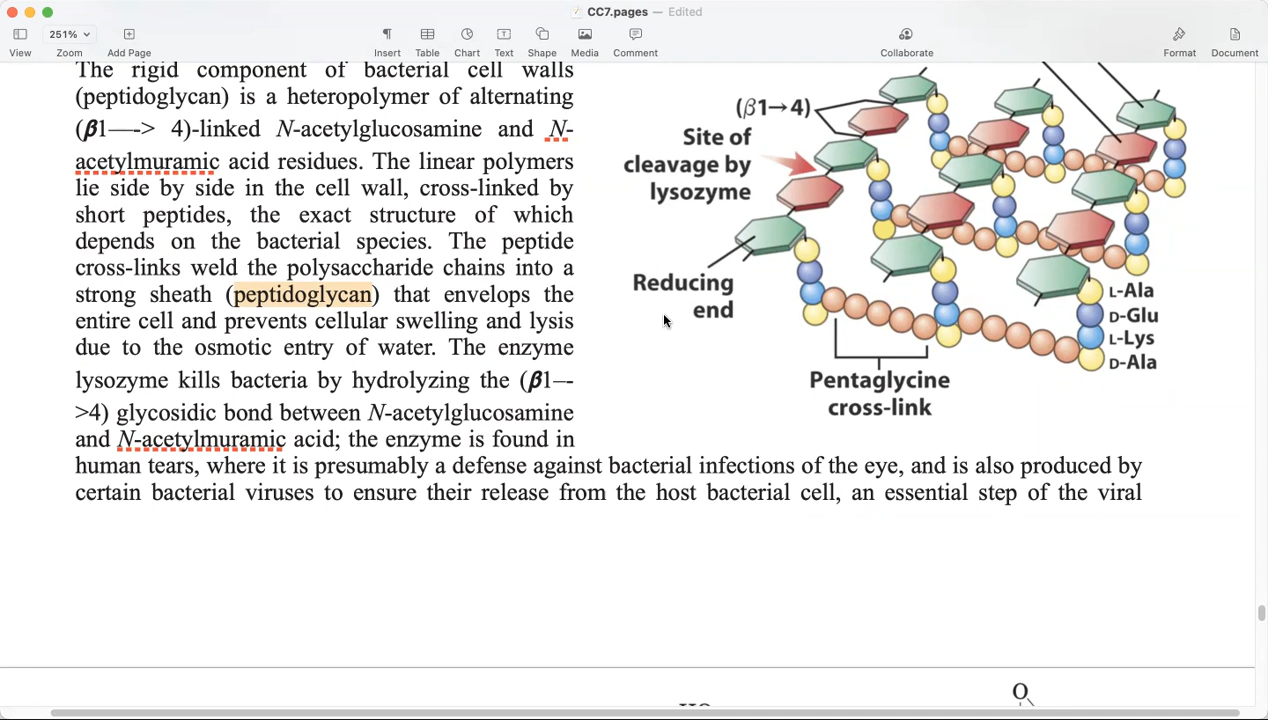 CC7.pages — Edited
251%
View Zoom Add Page Insert Table Chart Text Shape Media Comment Collaborate Format Document
The rigid component of bacterial cell walls
(peptidoglycan) is a heteropolymer of alternating
(β1—-> 4)-linked N-acetylglucosamine and N-
acetylmuramic acid residues. The linear polymers
lie side by side in the cell wall, cross-linked by
short peptides, the exact structure of which
depends on the bacterial species. The peptide
cross-links weld the polysaccharide chains into a
strong sheath (peptidoglycan) that envelops the
entire cell and prevents cellular swelling and lysis
due to the osmotic entry of water. The enzyme
lysozyme kills bacteria by hydrolyzing the (β1—-
>4) glycosidic bond between N-acetylglucosamine
and N-acetylmuramic acid; the enzyme is found in
human tears, where it is presumably a defense against bacterial infections of the eye, and is also produced by
certain bacterial viruses to ensure their release from the host bacterial cell, an essential step of the viral
(β1→4)
Site of
cleavage by
lysozyme
Reducing
end
L-Ala
D-Glu
L-Lys
D-Ala
Pentaglycine
cross-link
O